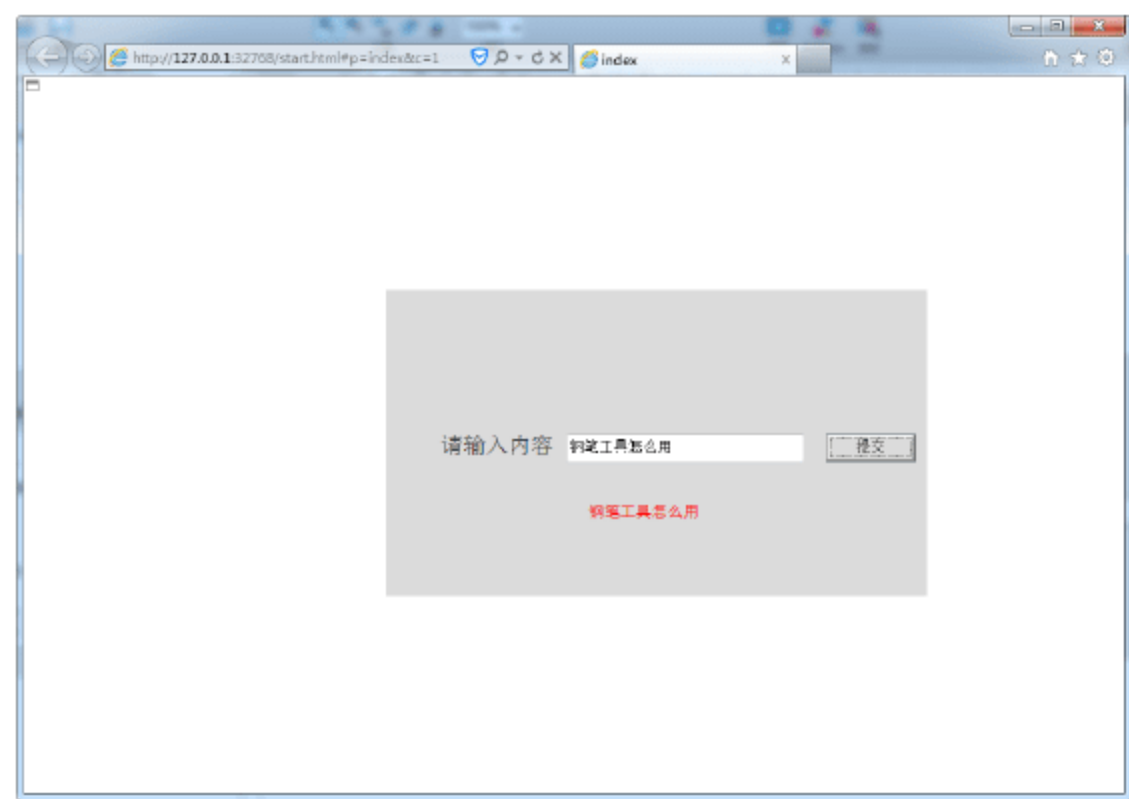 http://127.0.0.1:32768/start.html#p=index&c=1
index
请输入内容 钢笔工具怎么用 提交
钢笔工具怎么用